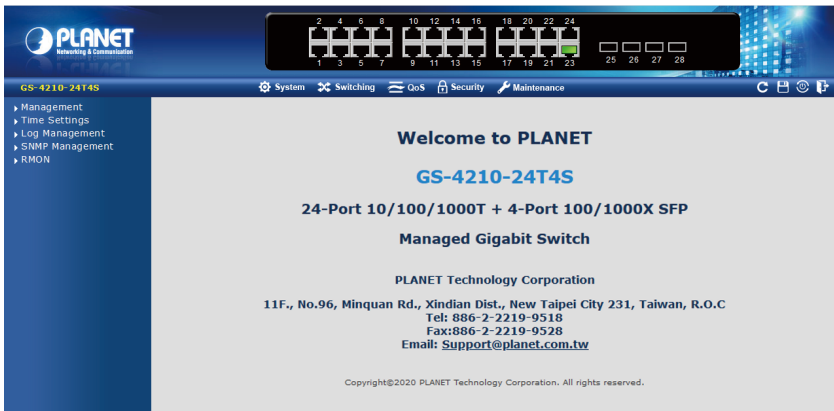 PLANET
Networking & Communication
2 4 6 8 10 12 14 16 18 20 22 24
1 3 5 7 9 11 13 15 17 19 21 23 25 26 27 28
GS-4210-24T4S
System Switching QoS Security Maintenance
Management
Time Settings
Log Management
SNMP Management
RMON
Welcome to PLANET
GS-4210-24T4S
24-Port 10/100/1000T + 4-Port 100/1000X SFP
Managed Gigabit Switch
PLANET Technology Corporation
11F., No.96, Minquan Rd., Xindian Dist., New Taipei City 231, Taiwan, R.O.C
Tel: 886-2-2219-9518
Fax:886-2-2219-9528
Email: Support@planet.com.tw
Copyright©2020 PLANET Technology Corporation. All rights reserved.